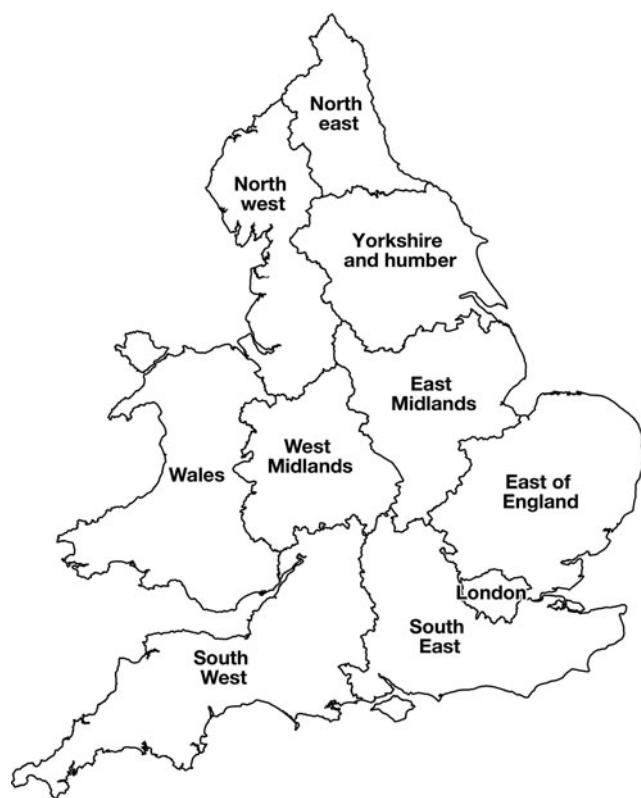 North
east
North
west
Yorkshire
and humber
East
Midlands
West
Midlands
Wales
East of
England
London
South
East
South
West